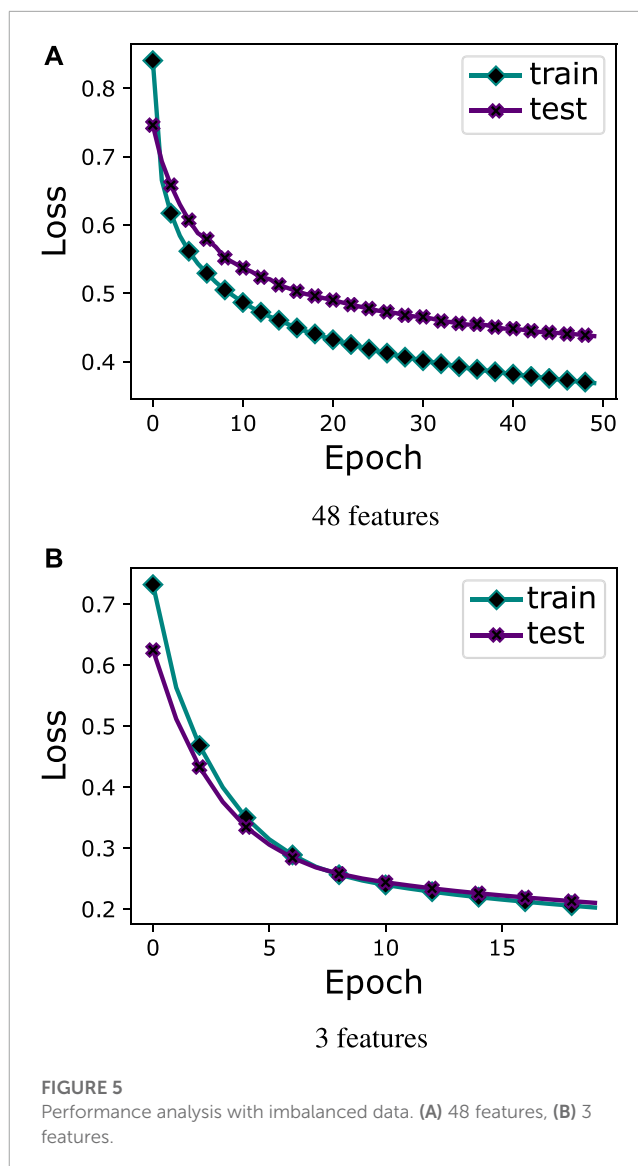 A
train
test
Loss
0.8
0.7
0.6
0.5
0.4
0 10 20 30 40 50
Epoch
48 features
B
train
test
Loss
0.7
0.6
0.5
0.4
0.3
0.2
0 5 10 15
Epoch
3 features
FIGURE 5
Performance analysis with imbalanced data. (A) 48 features, (B) 3
features.